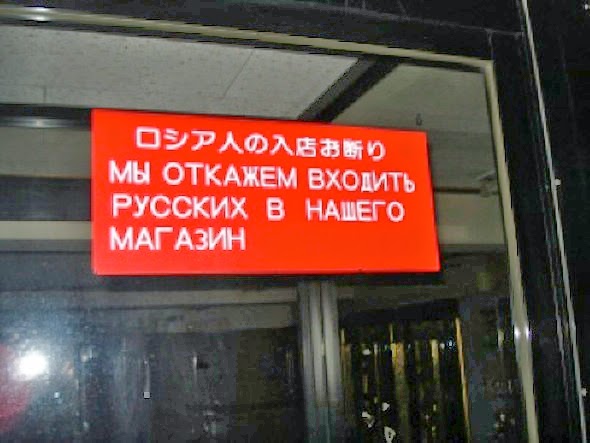 ロシア人の入店お断り
МЫ ОТКАЖЕМ ВХОДИТЬ
РУССКИХ В НАШЕГО
МАГАЗИН